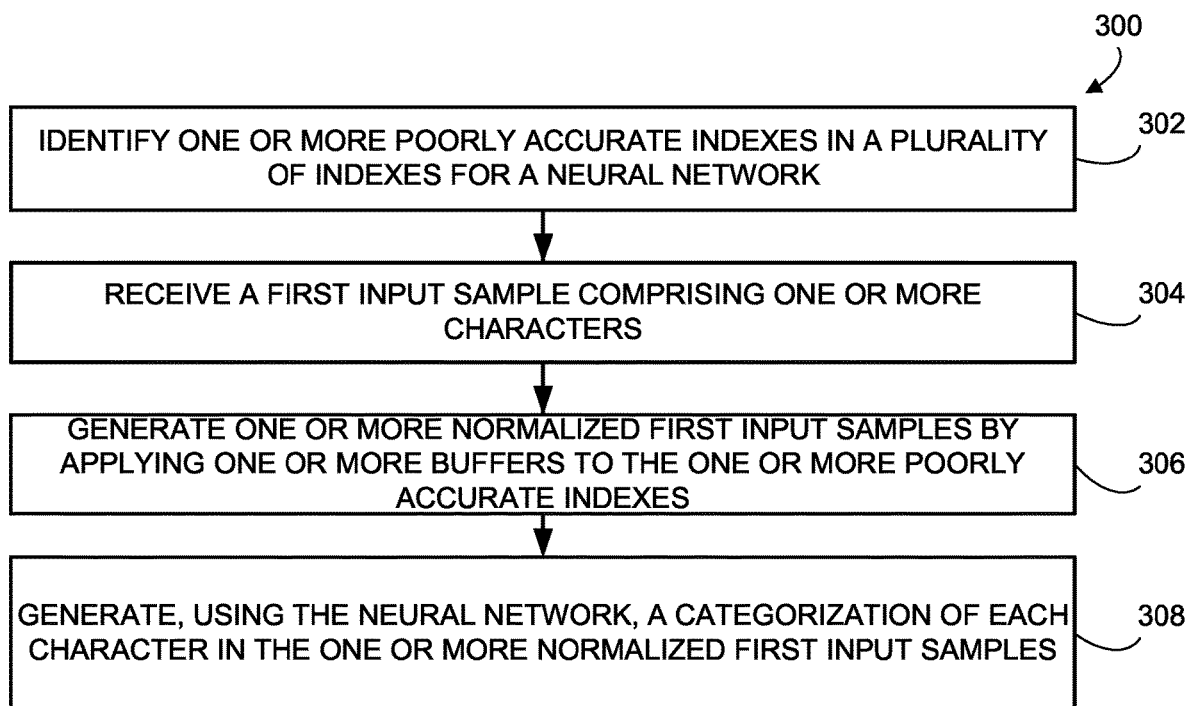 300
IDENTIFY ONE OR MORE POORLY ACCURATE INDEXES IN A PLURALITY
OF INDEXES FOR A NEURAL NETWORK
302
RECEIVE A FIRST INPUT SAMPLE COMPRISING ONE OR MORE
CHARACTERS
304
GENERATE ONE OR MORE NORMALIZED FIRST INPUT SAMPLES BY
APPLYING ONE OR MORE BUFFERS TO THE ONE OR MORE POORLY
ACCURATE INDEXES
306
GENERATE, USING THE NEURAL NETWORK, A CATEGORIZATION OF EACH
CHARACTER IN THE ONE OR MORE NORMALIZED FIRST INPUT SAMPLES
308